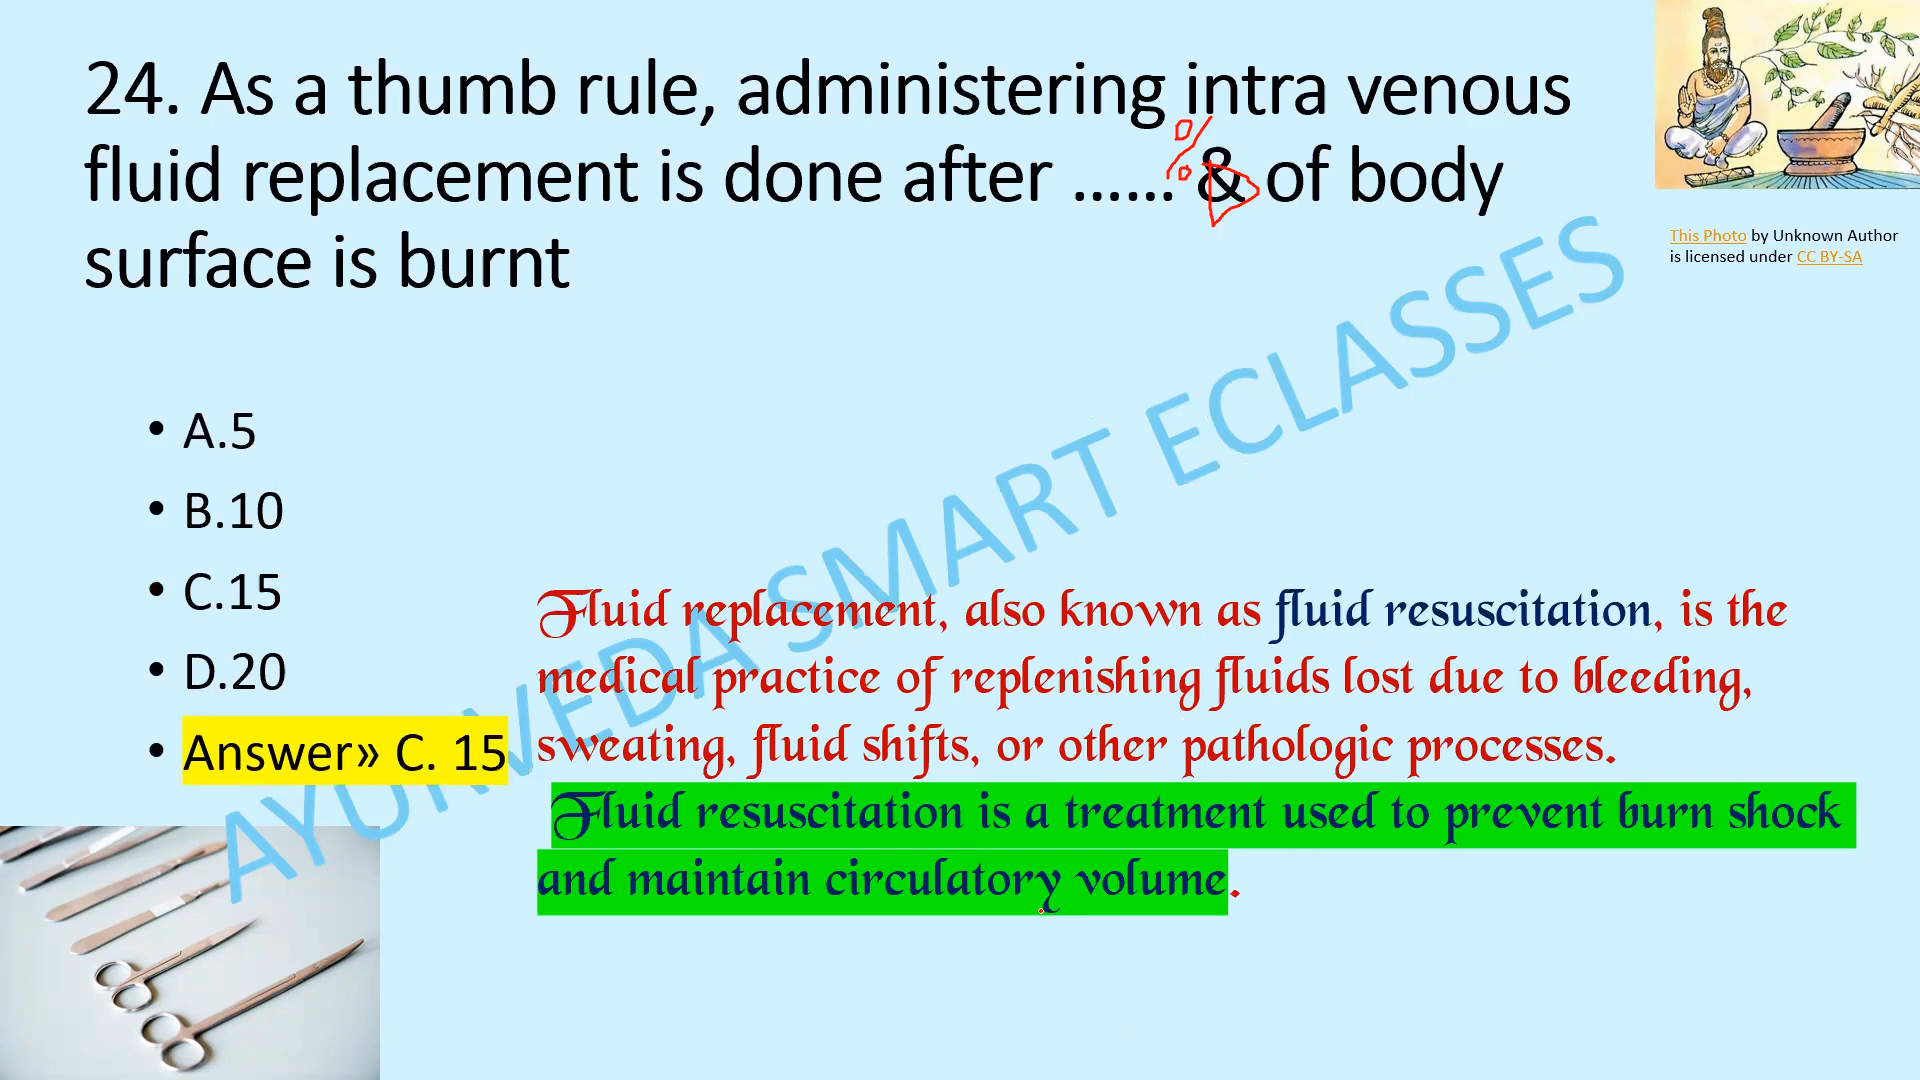 24. As a thumb rule, administering intra venous
%
fluid replacement is done after ...... & of body
surface is burnt
This Photo by Unknown Author
is licensed under CC BY-SA
• A.5
• B.10
• C.15
• D.20
• Answer» C. 15
Fluid replacement, also known as fluid resuscitation, is the
medical practice of replenishing fluids lost due to bleeding,
sweating, fluid shifts, or other pathologic processes.
Fluid resuscitation is a treatment used to prevent burn shock
and maintain circulatory volume.
AYURVEDA SMART ECLASSES